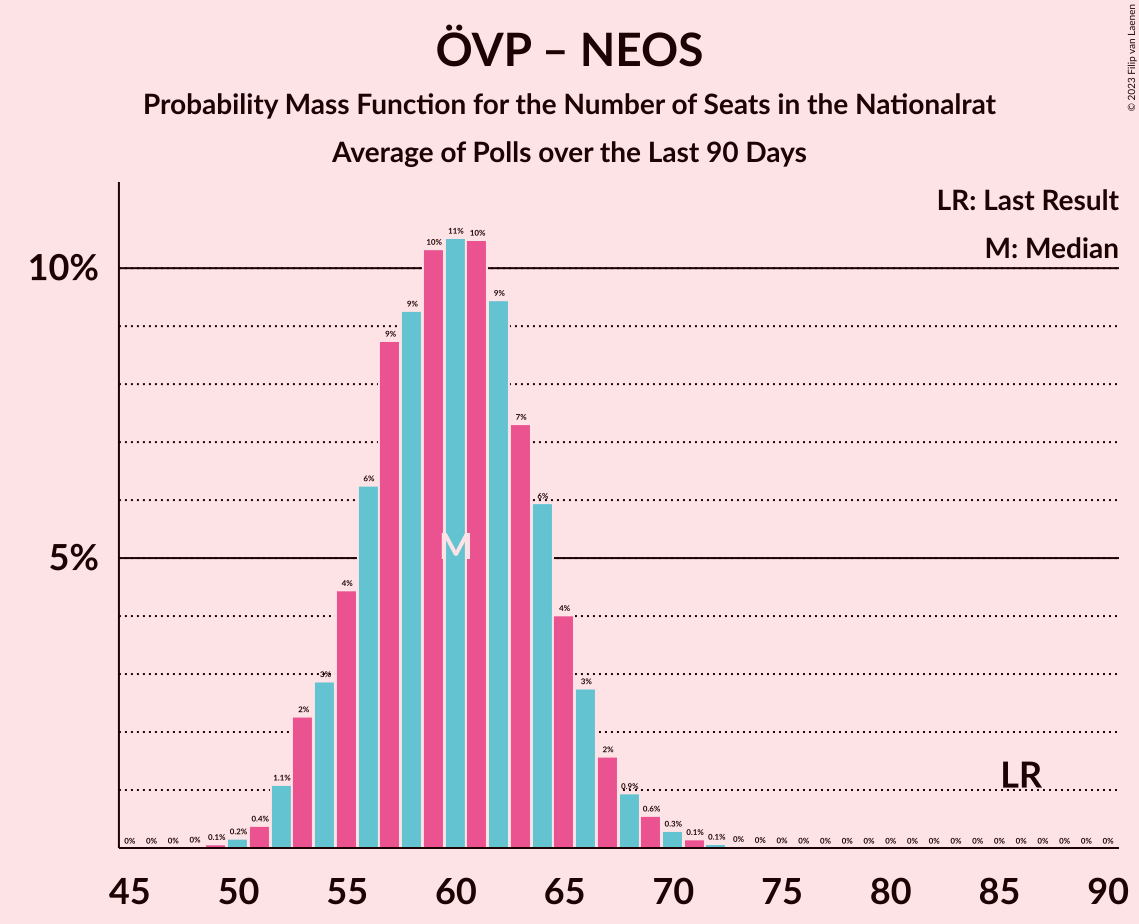 ÖVP – NEOS
Probability Mass Function for the Number of Seats in the Nationalrat
Average of Polls over the Last 90 Days
© 2023 Filip van Laenen
LR: Last Result
M: Median
10%
5%
0% 0% 0% 0% 0.1% 0.2% 0.4% 1.1% 2% 3% 4% 6% 9% 9% 10% 11% 10% 9% 7% 6% 4% 3% 2% 0.9% 0.6% 0.3% 0.1% 0.1% 0% 0% 0% 0% 0% 0% 0% 0% 0% 0% 0% 0% 0% 0% 0% 0% 0% 0%
M
LR
45 50 55 60 65 70 75 80 85 90